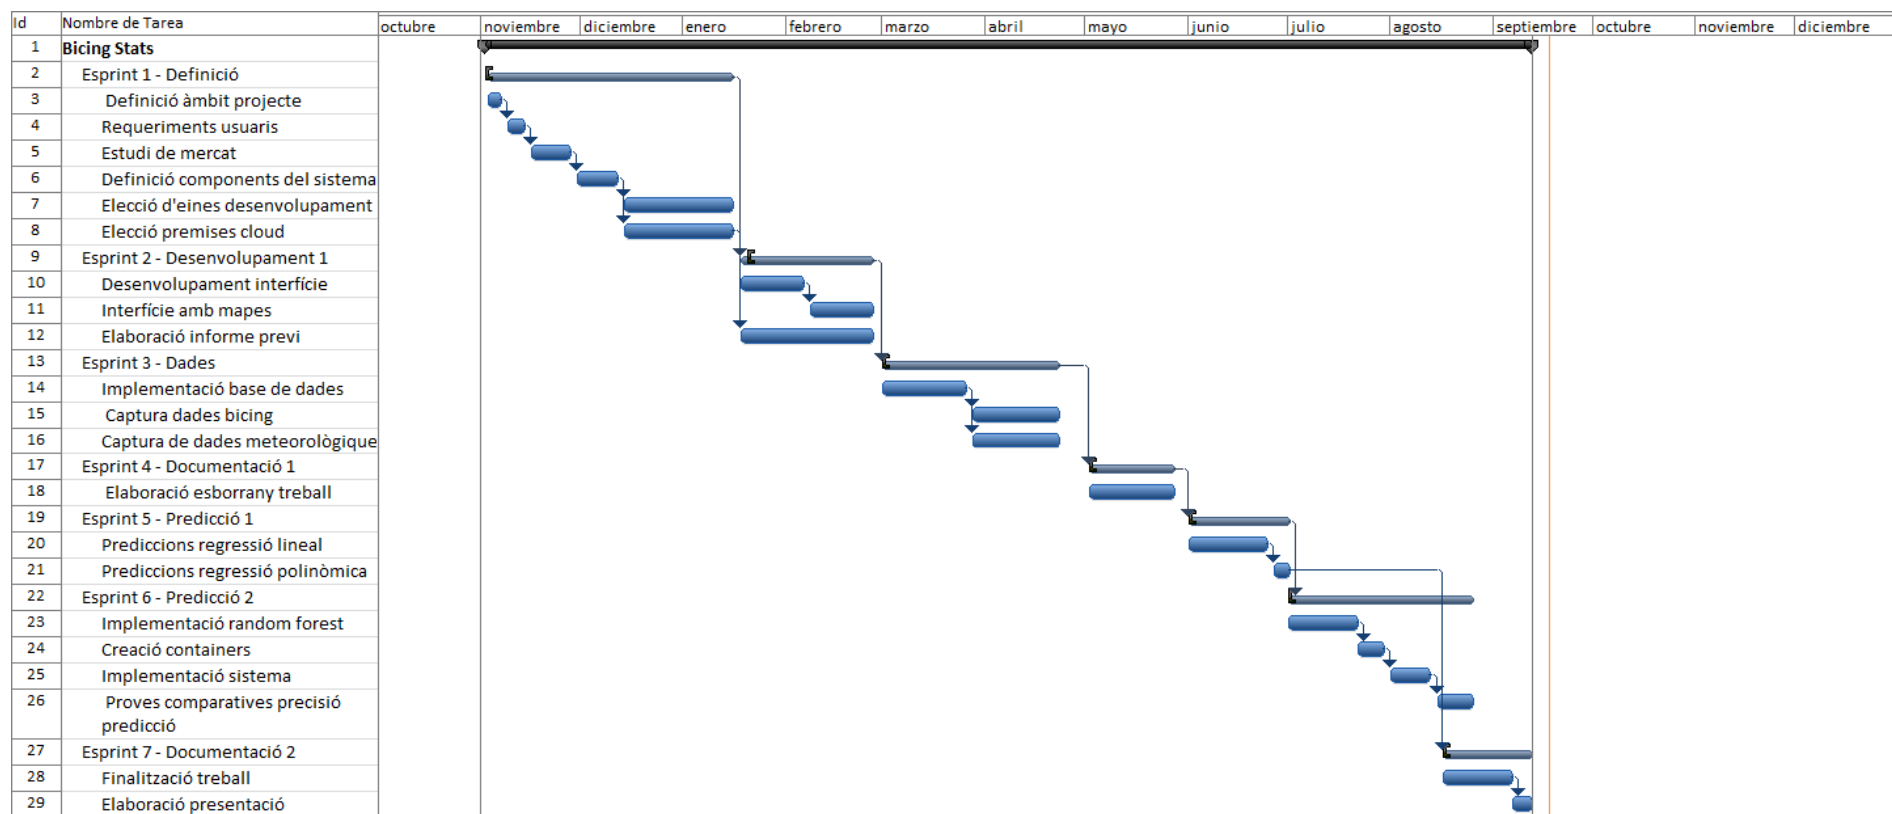 Id Nombre de Tarea octubre noviembre diciembre enero febrero marzo abril mayo junio julio agosto septiembre octubre noviembre diciembre
1 Bicing Stats
2 Esprint 1 - Definició
3 Definició àmbit projecte
4 Requeriments usuaris
5 Estudi de mercat
6 Definició components del sistema
7 Elecció d'eines desenvolupament
8 Elecció premises cloud
9 Esprint 2 - Desenvolupament 1
10 Desenvolupament interfície
11 Interfície amb mapes
12 Elaboració informe previ
13 Esprint 3 - Dades
14 Implementació base de dades
15 Captura dades bicing
16 Captura de dades meteorològique
17 Esprint 4 - Documentació 1
18 Elaboració esborrany treball
19 Esprint 5 - Predicció 1
20 Prediccions regressió lineal
21 Prediccions regressió polinòmica
22 Esprint 6 - Predicció 2
23 Implementació random forest
24 Creació containers
25 Implementació sistema
26 Proves comparatives precisió
predicció
27 Esprint 7 - Documentació 2
28 Finalització treball
29 Elaboració presentació